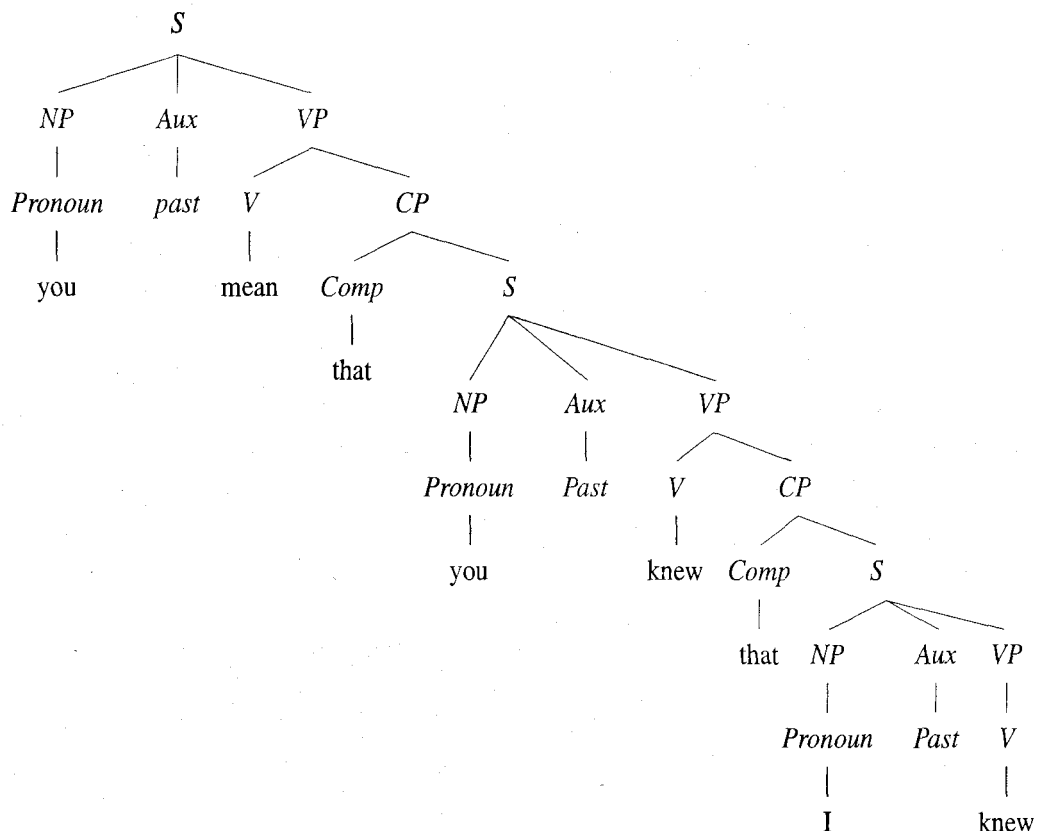 S
NP Aux VP
Pronoun past V CP
you mean Comp S
that
NP Aux VP
Pronoun Past V CP
you knew Comp S
that NP Aux VP
Pronoun Past V
I knew